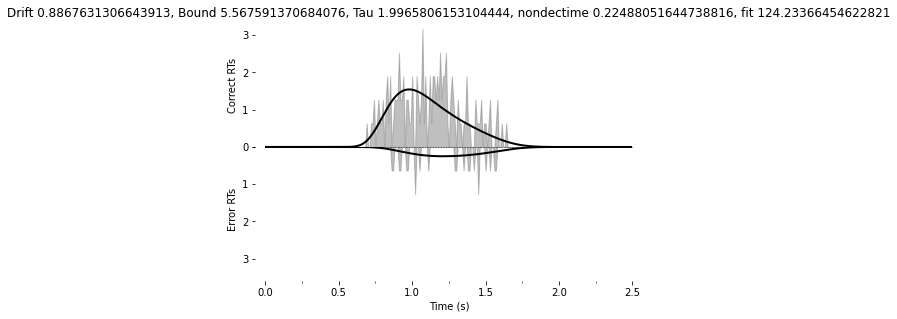 Drift 0.8867631306643913, Bound 5.567591370684076, Tau 1.9965806153104444, nondectime 0.22488051644738816, fit 124.23366454622821
3
2
1
0
1
2
3
Correct RTs
Error RTs
0.0 0.5 1.0 1.5 2.0 2.5
Time (s)